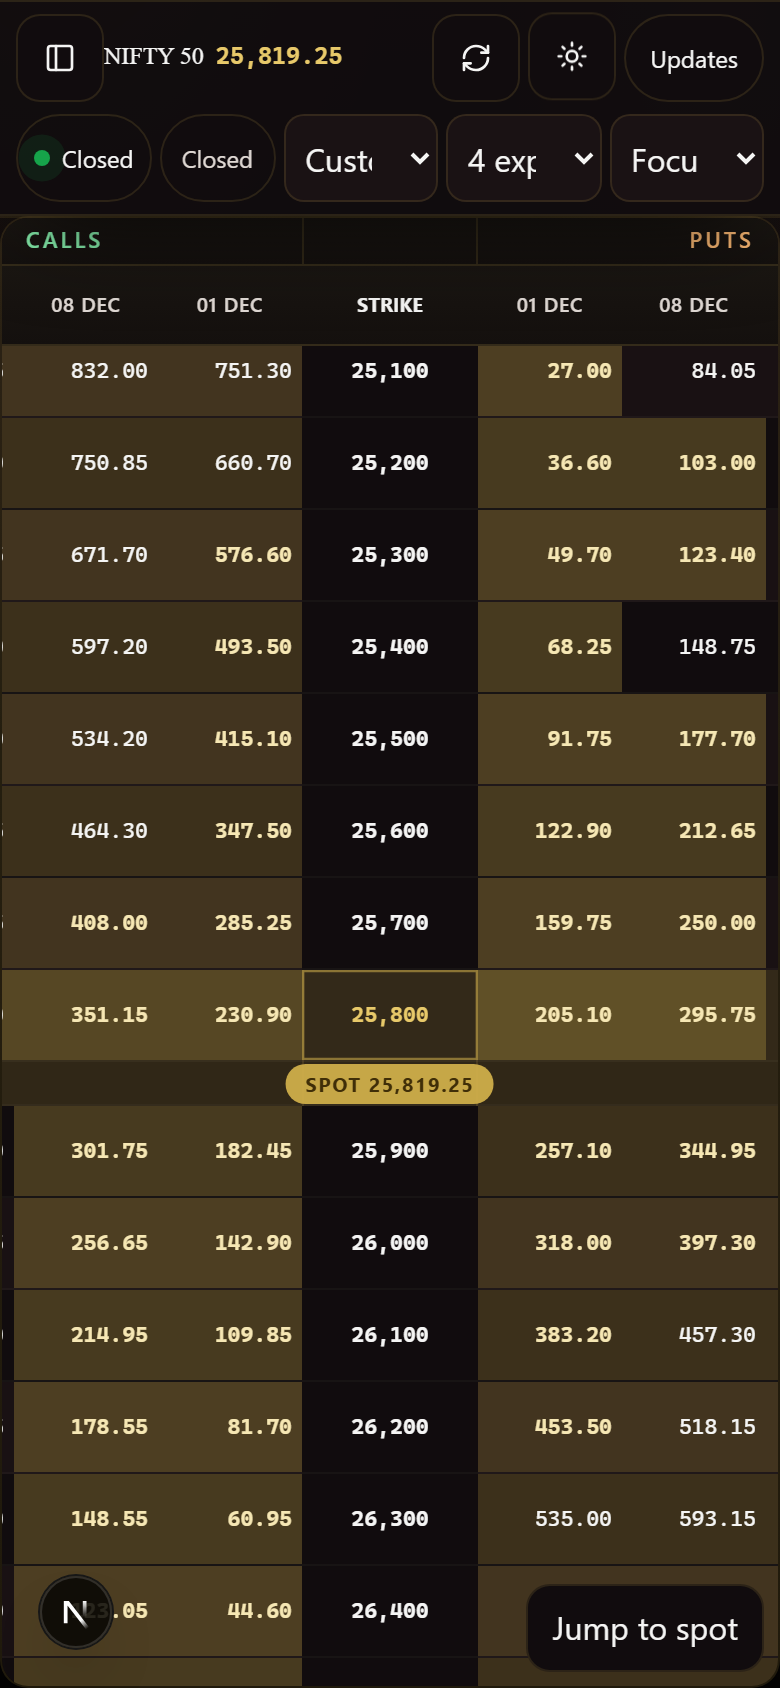 NIFTY 50 25,819.25 Updates
Closed Closed 4 exp Focu
CALLS PUTS
08 DEC 01 DEC STRIKE 01 DEC 08 DEC
832.00 751.30 25,100 27.00 84.05
750.85 660.70 25,200 36.60 103.00
671.70 576.60 25,300 49.70 123.40
597.20 493.50 25,400 68.25 148.75
534.20 415.10 25,500 91.75 177.70
464.30 347.50 25,600 122.90 212.65
408.00 285.25 25,700 159.75 250.00
351.15 230.90 25,800 205.10 295.75
SPOT 25,819.25
301.75 182.45 25,900 257.10 344.95
256.65 142.90 26,000 318.00 397.30
214.95 109.85 26,100 383.20 457.30
178.55 81.70 26,200 453.50 518.15
148.55 60.95 26,300 535.00 593.15
N 44.60 26,400 Jump to spot